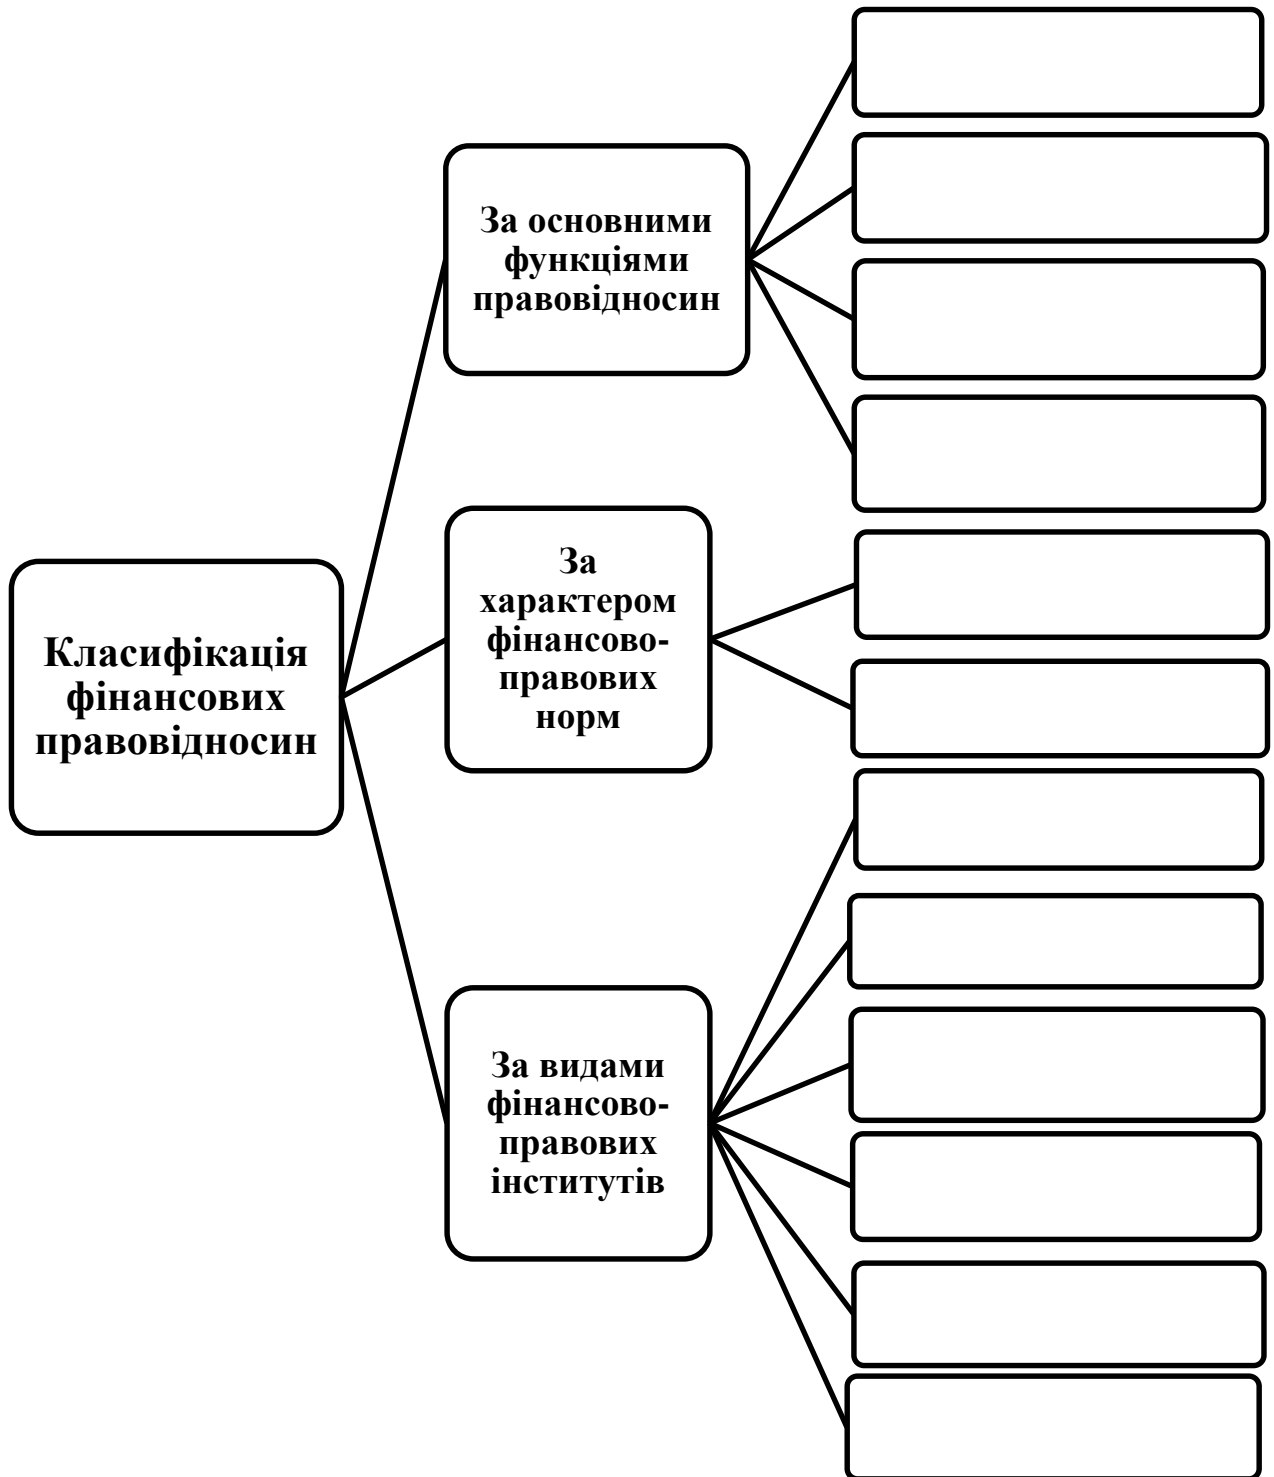 Класифікація
фінансових
правовідносин
За основними
функціями
правовідносин
За
характером
фінансово-
правових
норм
За видами
фінансово-
правових
інститутів